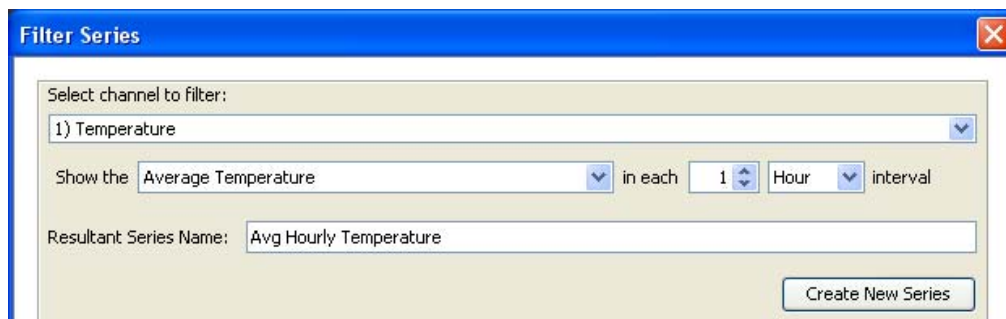 Filter Series
Select channel to filter:
1) Temperature
Show the Average Temperature in each 1 Hour interval
Resultant Series Name: Avg Hourly Temperature
Create New Series